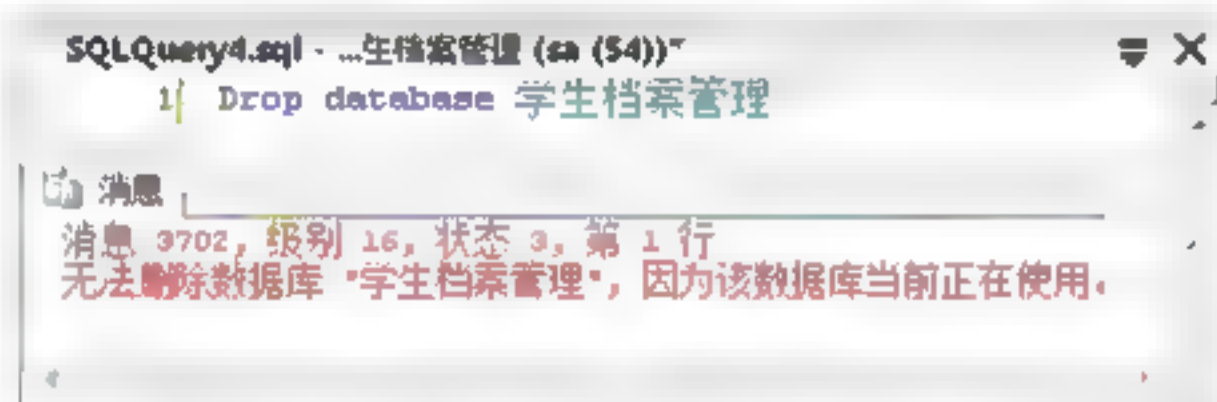 SQLQuery4.sql - ...生档案管理 (sa (54))*
1 Drop database 学生档案管理
消息
消息 3702, 级别 16, 状态 3, 第 1 行
无法删除数据库 "学生档案管理", 因为该数据库当前正在使用。